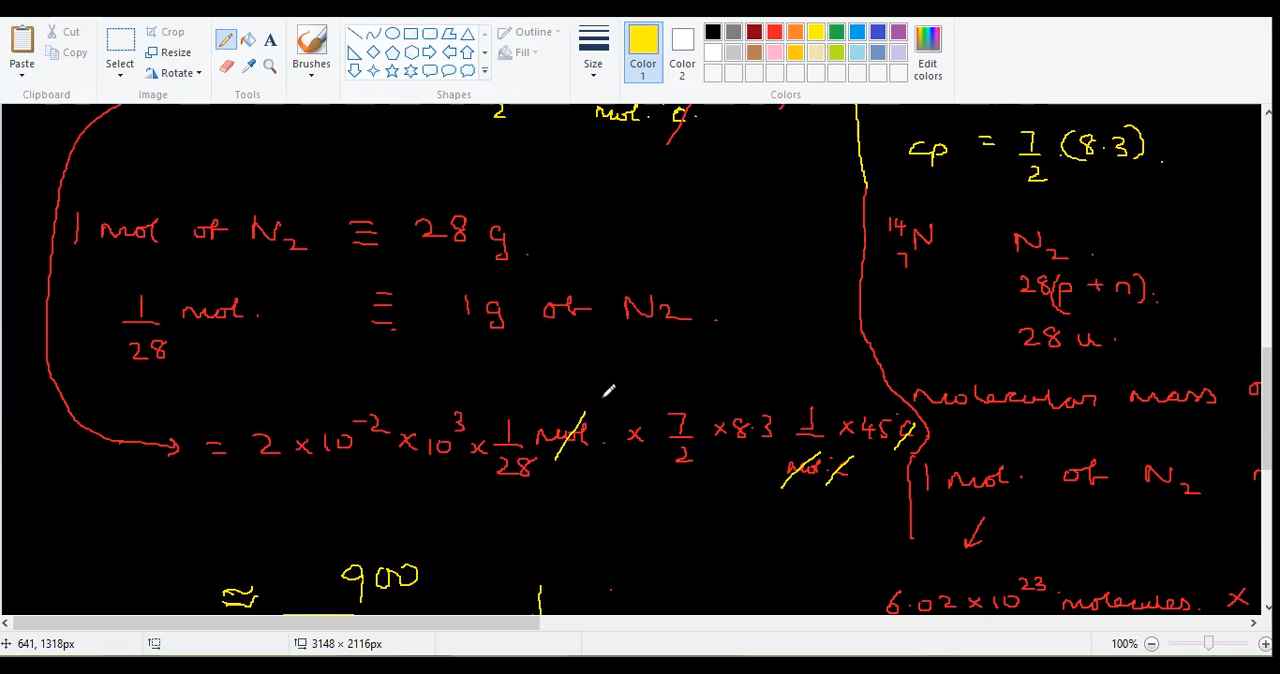 Paste
Cut
Copy
Clipboard
Select
Crop
Resize
Rotate
Image
A
Tools
Brushes
Outline
Fill
Shapes
Size
Color 1
Color 2
Edit colors
Colors
2 mol. c.
1 mol of N2 ≡ 28 g.
1/28 mol. ≡ 1g of N2.
= 2 × 10^-2 × 10^3 × 1/28 mol. × 7/2 × 8.3 1/mol. c × 45 c
≅ 900 1
cp = 7/2 (8.3).
14 7 N N2.
28(p + n).
28 u.
molecular mass o
1 mol. of N2
6.02 × 10^23 molecules. ×
641, 1318px
3148 × 2116px
100%